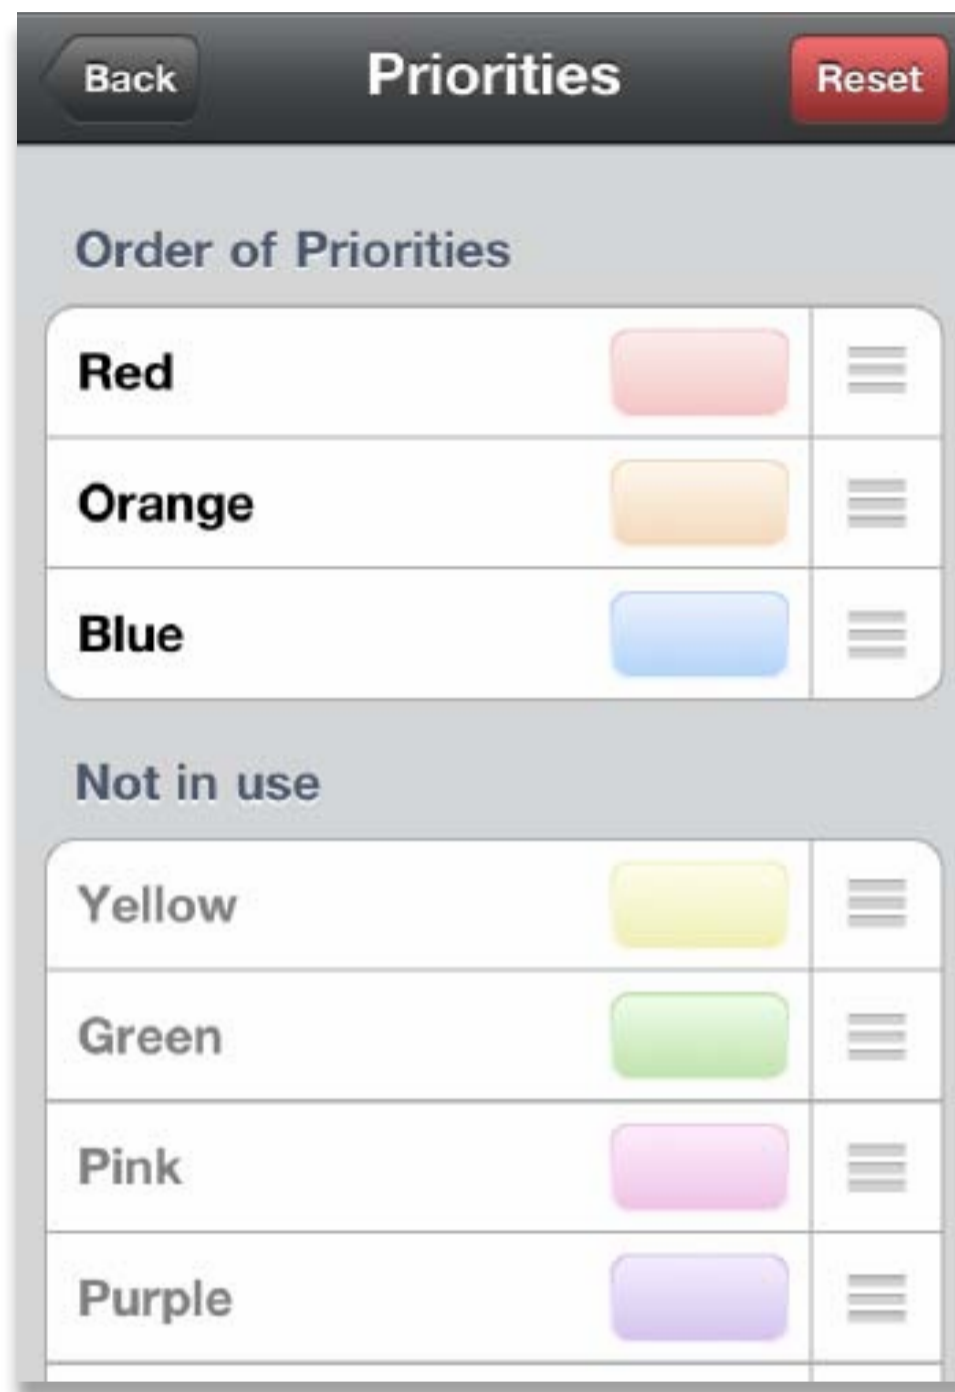 Back
Priorities
Reset
Order of Priorities
Red
Orange
Blue
Not in use
Yellow
Green
Pink
Purple